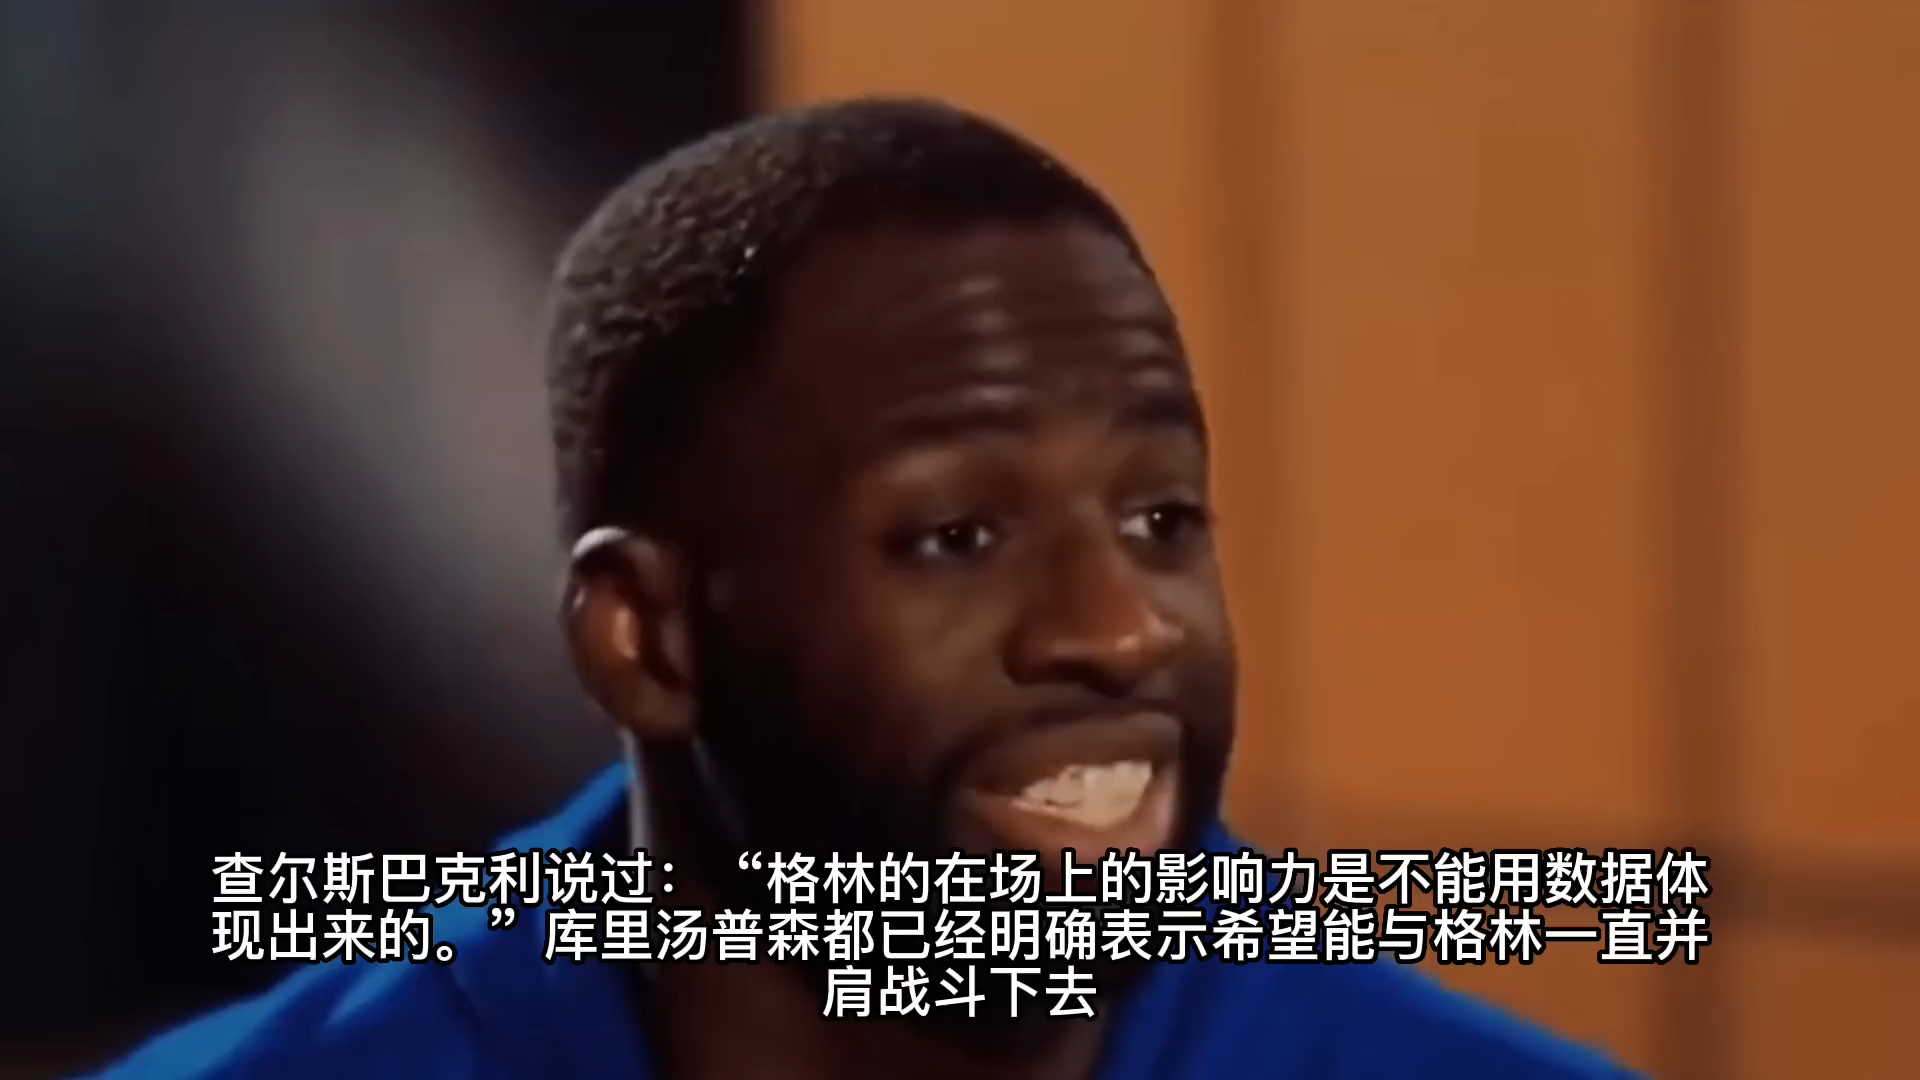 查尔斯巴克利说过：“格林的在场上的影响力是不能用数据体
现出来的。”库里汤普森都已经明确表示希望能与格林一直并
肩战斗下去